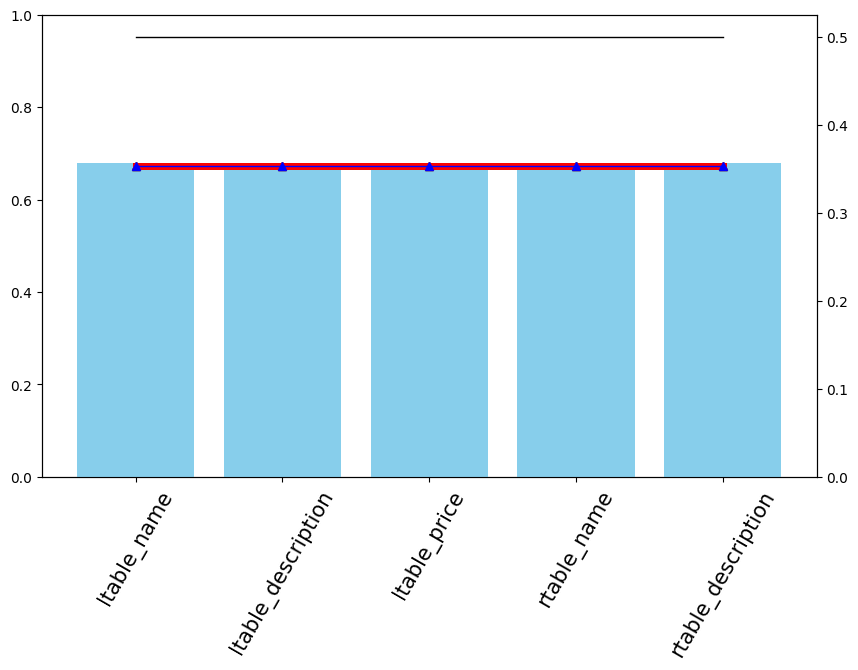 1.0
0.8
0.6
0.4
0.2
0.0
0.5
0.4
0.3
0.2
0.1
0.0
ltable_name
ltable_description
ltable_price
rtable_name
rtable_description